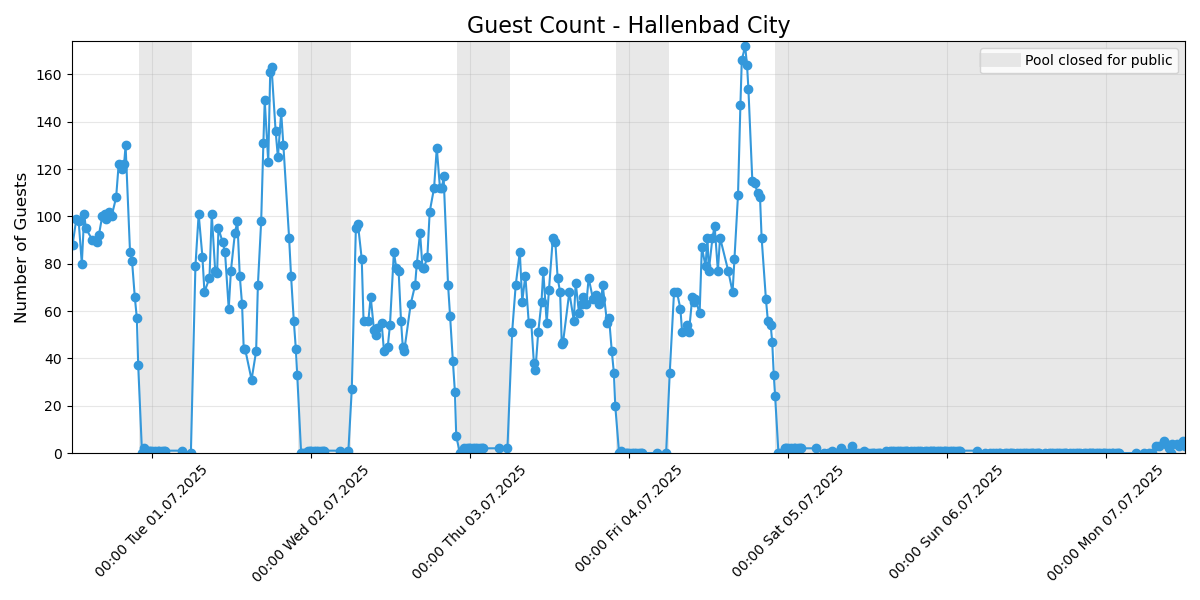 Guest Count - Hallenbad City
Pool closed for public
Number of Guests
160
140
120
100
80
60
40
20
0
00:00 Tue 01.07.2025
00:00 Wed 02.07.2025
00:00 Thu 03.07.2025
00:00 Fri 04.07.2025
00:00 Sat 05.07.2025
00:00 Sun 06.07.2025
00:00 Mon 07.07.2025